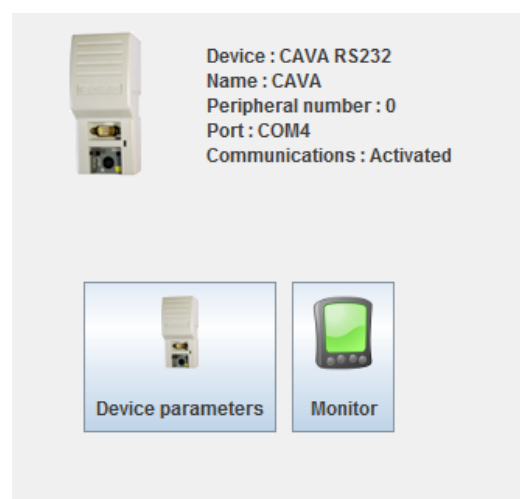 Device : CAVA RS232
Name : CAVA
Peripheral number : 0
Port : COM4
Communications : Activated
Device parameters
Monitor